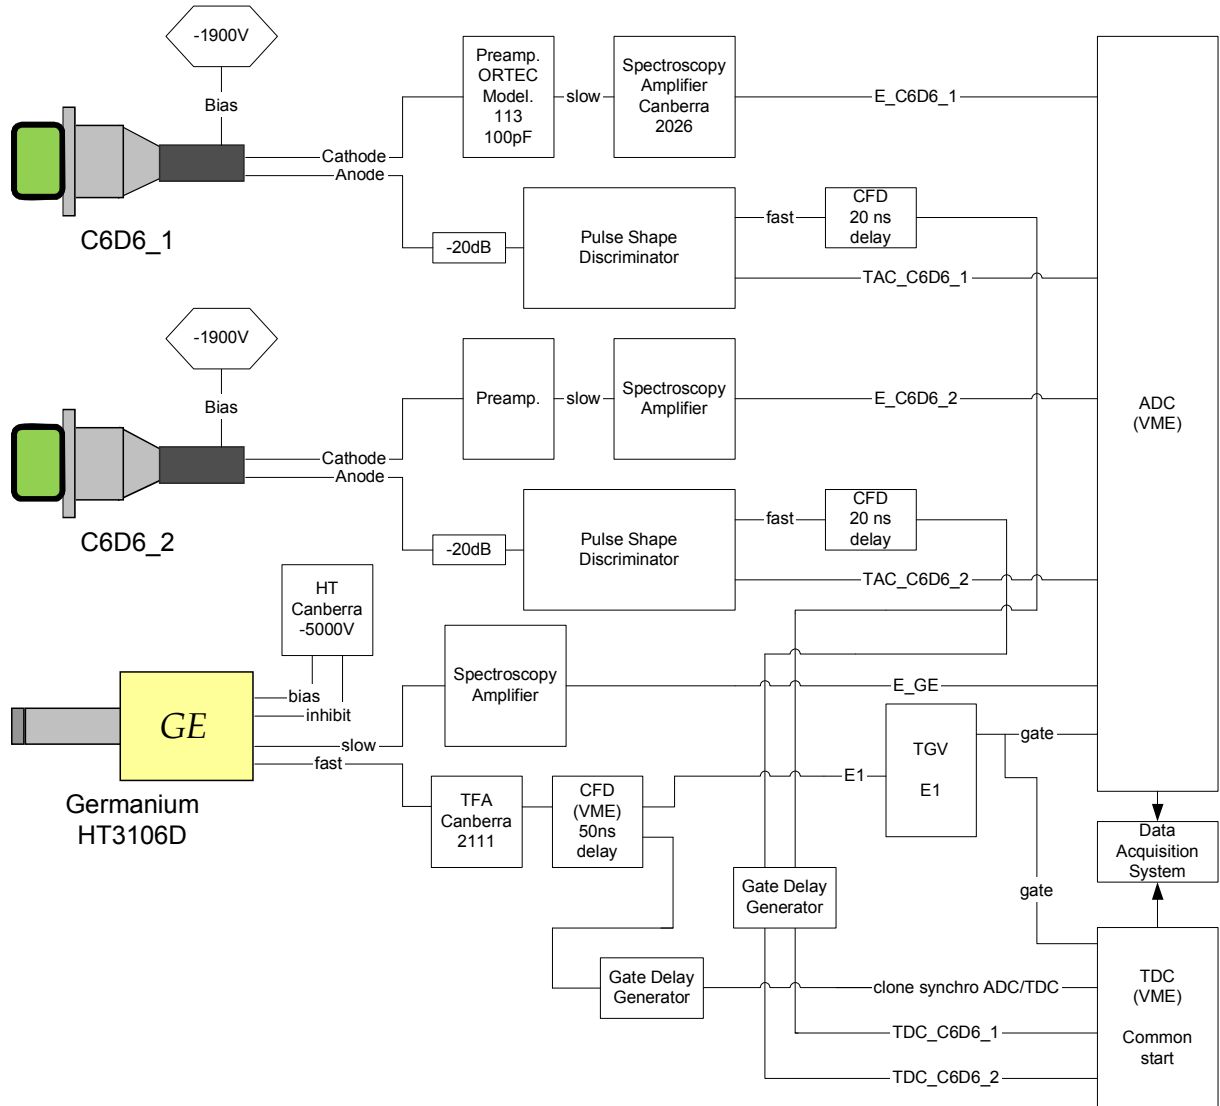 -1900V
Bias
Cathode
Anode
C6D6_1
Preamp.
ORTEC
Model.
113
100pF
slow
Spectroscopy
Amplifier
Canberra
2026
E_C6D6_1
-20dB
Pulse Shape
Discriminator
fast
CFD
20 ns
delay
TAC_C6D6_1
-1900V
Bias
Cathode
Anode
C6D6_2
Preamp.
slow
Spectroscopy
Amplifier
E_C6D6_2
-20dB
Pulse Shape
Discriminator
fast
CFD
20 ns
delay
TAC_C6D6_2
ADC
(VME)
HT
Canberra
-5000V
bias
inhibit
slow
fast
GE
Germanium
HT3106D
Spectroscopy
Amplifier
E_GE
TFA
Canberra
2111
CFD
(VME)
50ns
delay
E1
TGV
E1
gate
gate
Data
Acquisition
System
Gate Delay
Generator
Gate Delay
Generator
clone synchro ADC/TDC
TDC_C6D6_1
TDC_C6D6_2
TDC
(VME)
Common
start